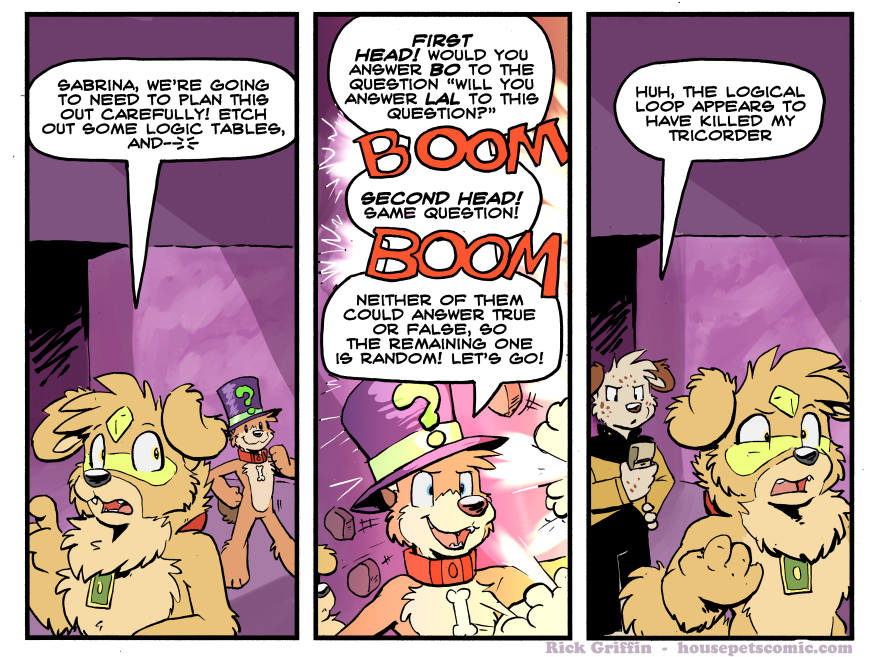 SABRINA, WE'RE GOING
TO NEED TO PLAN THIS
OUT CAREFULLY! ETCH
OUT SOME LOGIC TABLES,
AND--
FIRST
HEAD! WOULD YOU
ANSWER BO TO THE
QUESTION "WILL YOU
ANSWER LAL TO THIS
QUESTION?"
BOOM
SECOND HEAD!
SAME QUESTION!
BOOM
NEITHER OF THEM
COULD ANSWER TRUE
OR FALSE, SO
THE REMAINING ONE
IS RANDOM! LET'S GO!
?
HUH, THE LOGICAL
LOOP APPEARS TO
HAVE KILLED MY
TRICORDER
?
Rick Griffin - housepetscomic.com